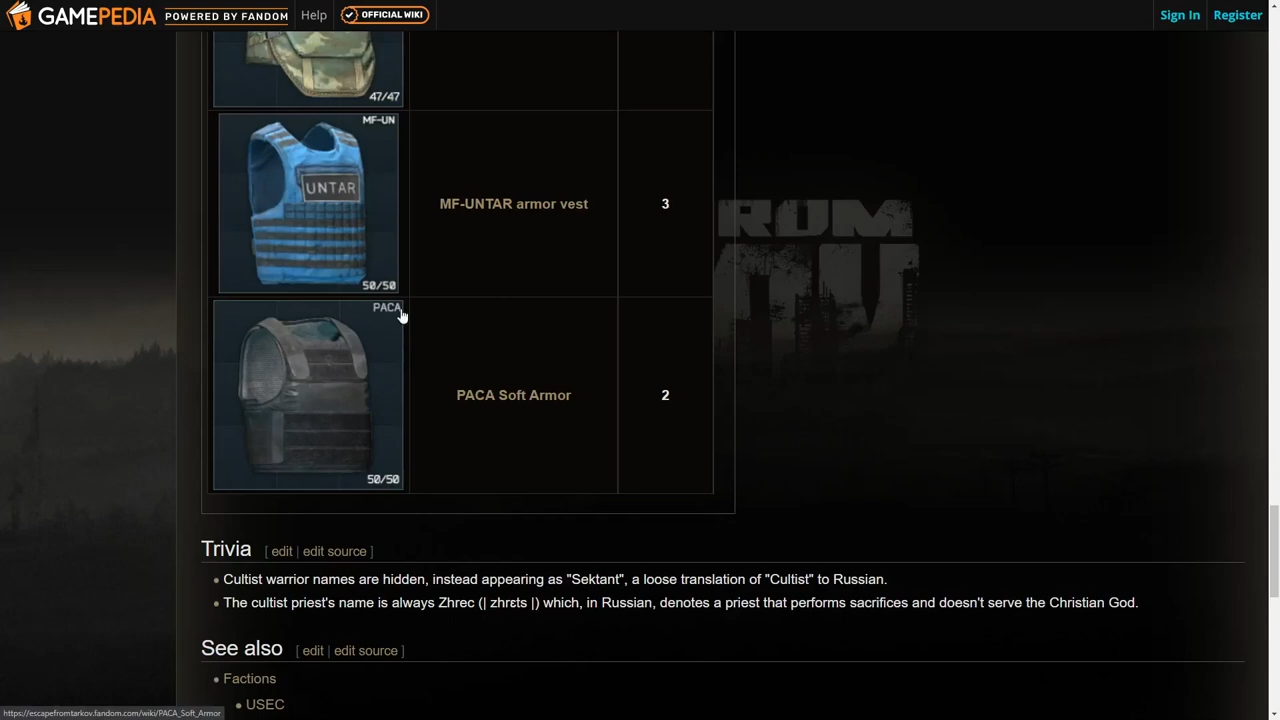 GAMEPEDIA POWERED BY FANDOM Help OFFICIAL WIKI Sign In Register
47/47
MF-UN
UNTAR
MF-UNTAR armor vest 3
50/50
PACA
PACA Soft Armor 2
50/50
Trivia [ edit | edit source ]
Cultist warrior names are hidden, instead appearing as "Sektant", a loose translation of "Cultist" to Russian.
The cultist priest's name is always Zhrec (| zhrɛts |) which, in Russian, denotes a priest that performs sacrifices and doesn't serve the Christian God.
See also [ edit | edit source ]
Factions
USEC
https://escapefromtarkov.fandom.com/wiki/PACA_Soft_Armor